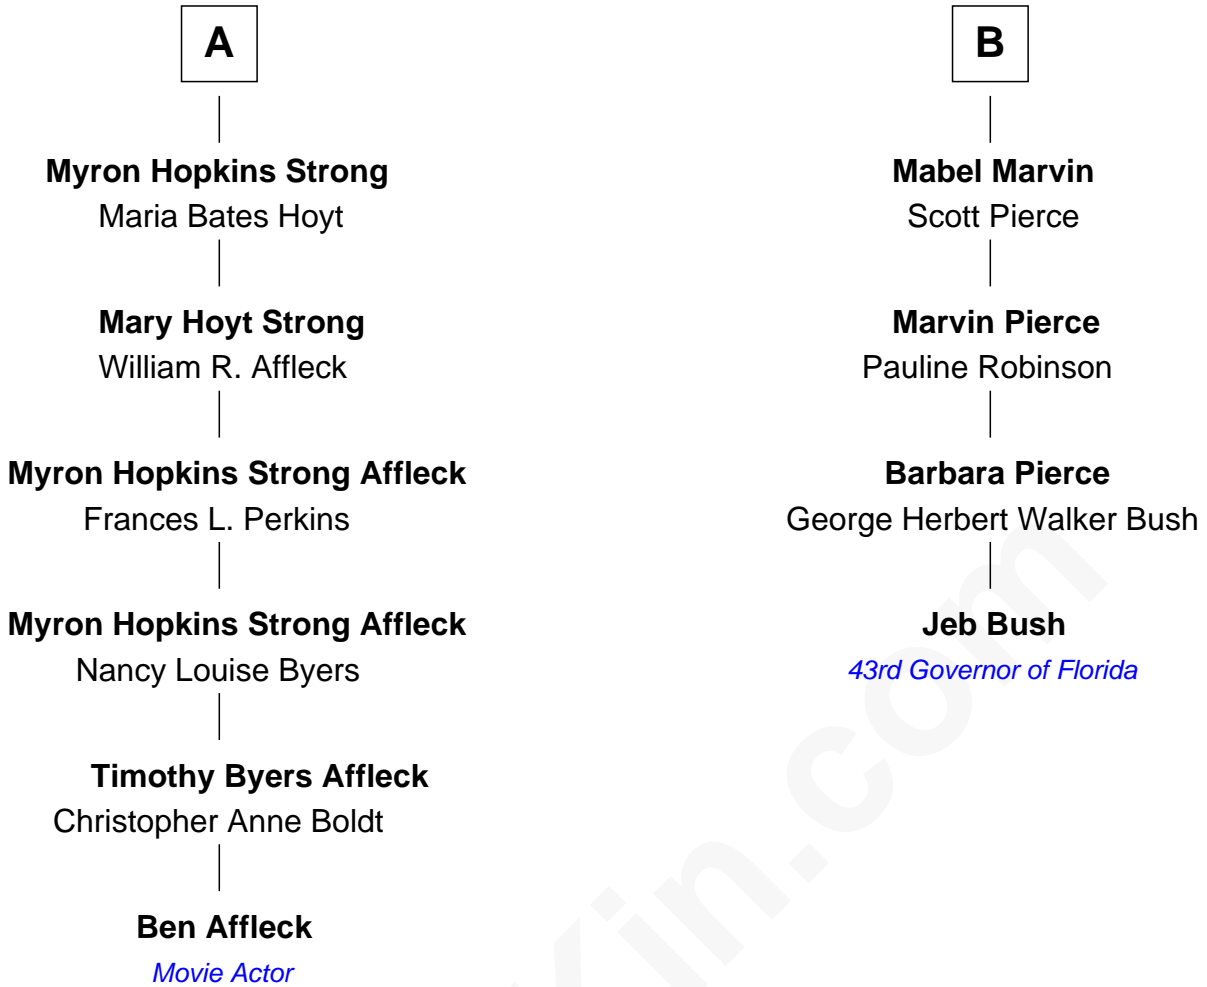 A
Myron Hopkins Strong
Maria Bates Hoyt
Mary Hoyt Strong
William R. Affleck
Myron Hopkins Strong Affleck
Frances L. Perkins
Myron Hopkins Strong Affleck
Nancy Louise Byers
Timothy Byers Affleck
Christopher Anne Boldt
Ben Affleck
Movie Actor
B
Mabel Marvin
Scott Pierce
Marvin Pierce
Pauline Robinson
Barbara Pierce
George Herbert Walker Bush
Jeb Bush
43rd Governor of Florida